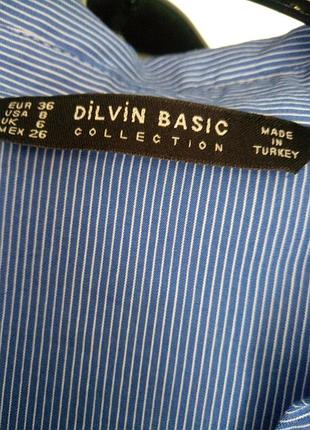 EUR 36
USA 8
UK 6
MEX 26
DİLVİN BASIC
COLLECTION
MADE
IN
TURKEY